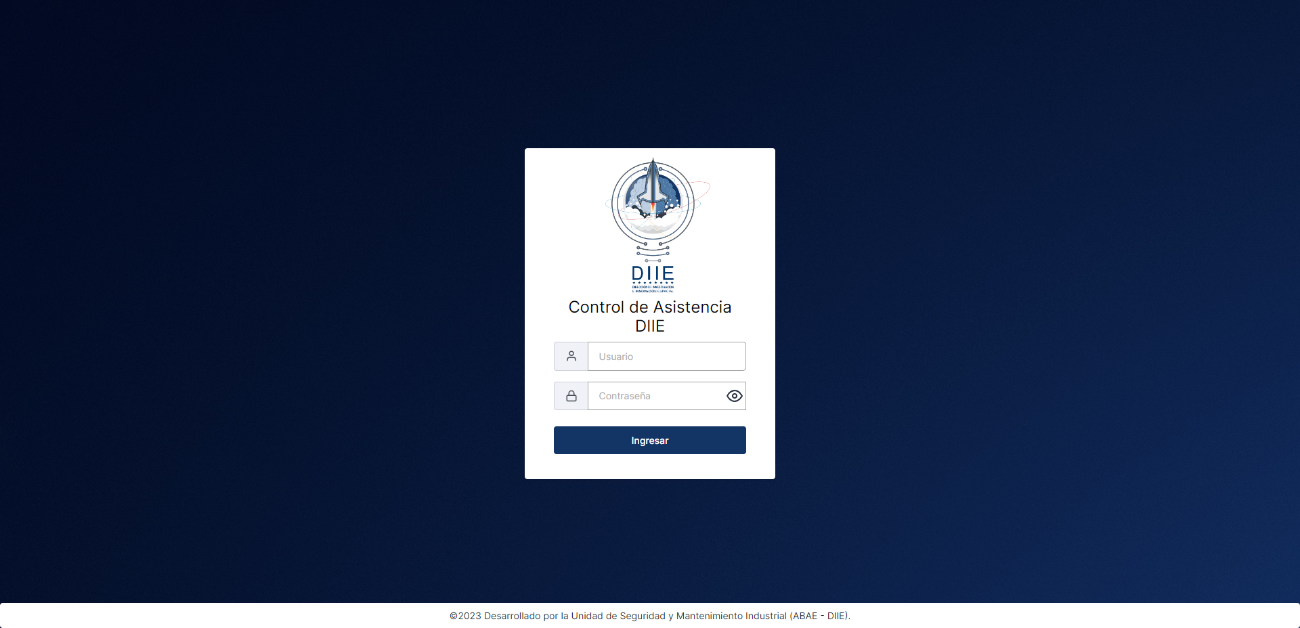 DIIE
Control de Asistencia
DIIE
Usuario
Contraseña
Ingresar
©2023 Desarrollado por la Unidad de Seguridad y Mantenimiento Industrial (ABAE - DIIE).